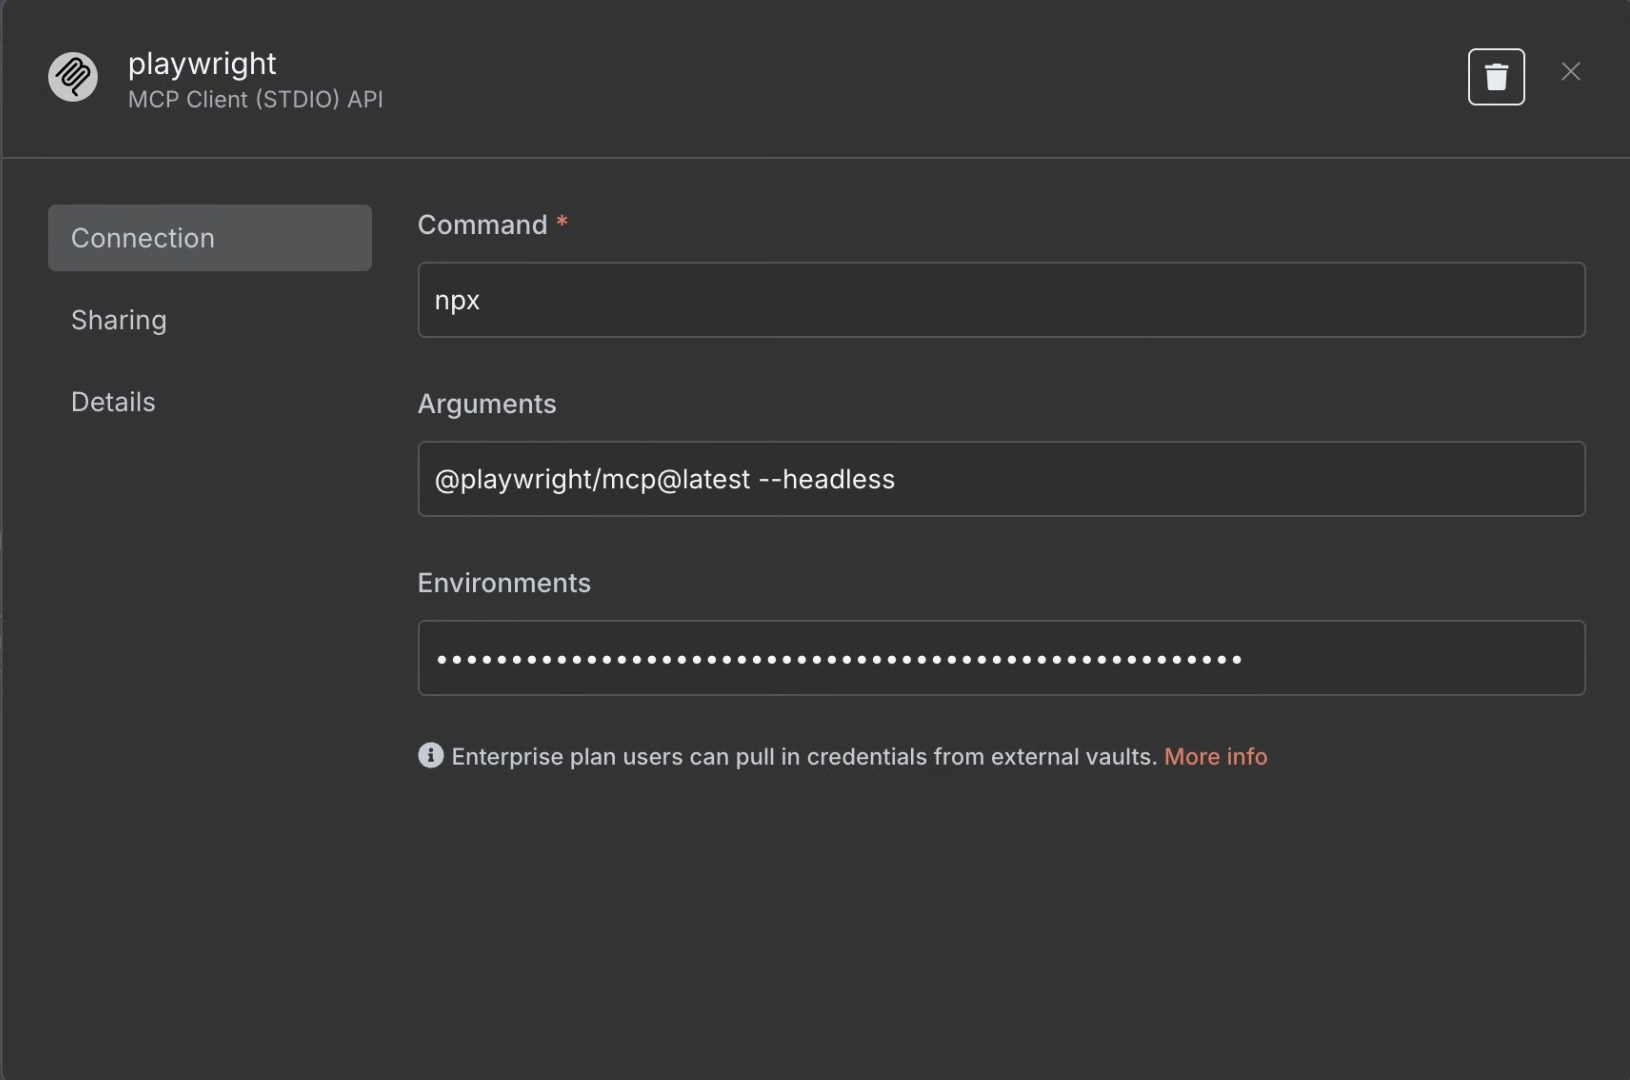 playwright
MCP Client (STDIO) API
Connection
Sharing
Details
Command *
npx
Arguments
@playwright/mcp@latest --headless
Environments
••••••••••••••••••••••••••••••••••••••••••••••••••••••
Enterprise plan users can pull in credentials from external vaults. More info